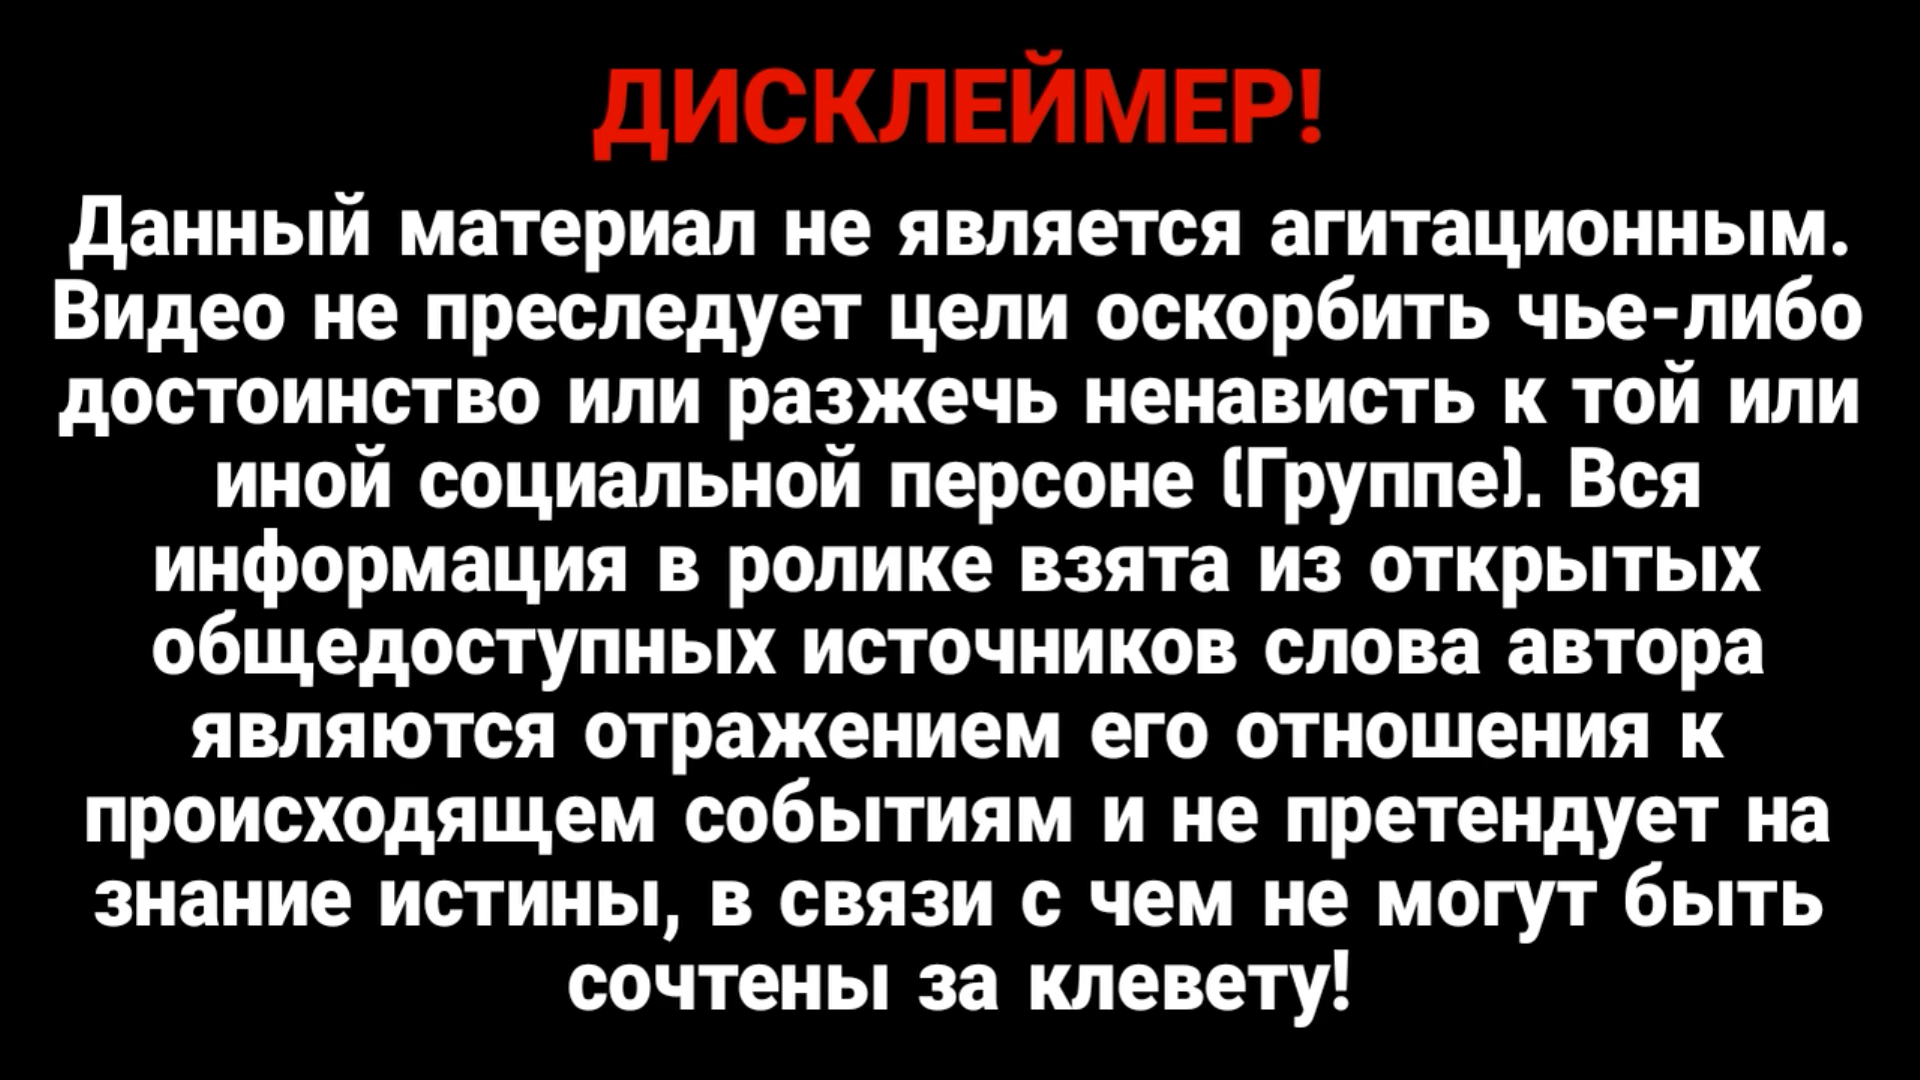 ДИСКЛЕЙМЕР!
Данный материал не является агитационным.
Видео не преследует цели оскорбить чье-либо
достоинство или разжечь ненависть к той или
иной социальной персоне (Группе). Вся
информация в ролике взята из открытых
общедоступных источников слова автора
являются отражением его отношения к
происходящем событиям и не претендует на
знание истины, в связи с чем не могут быть
сочтены за клевету!